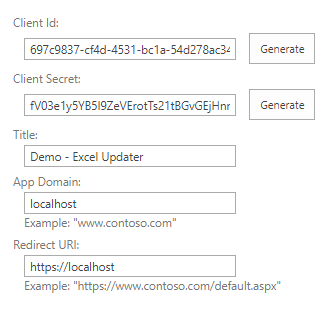 Client Id:
697c9837-cf4d-4531-bc1a-54d278ac34
Generate
Client Secret:
fV03e1y5YB5I9ZeVErotTs21tBGvGEjHnr
Generate
Title:
Demo - Excel Updater
App Domain:
localhost
Example: "www.contoso.com"
Redirect URI:
https://localhost
Example: "https://www.contoso.com/default.aspx"